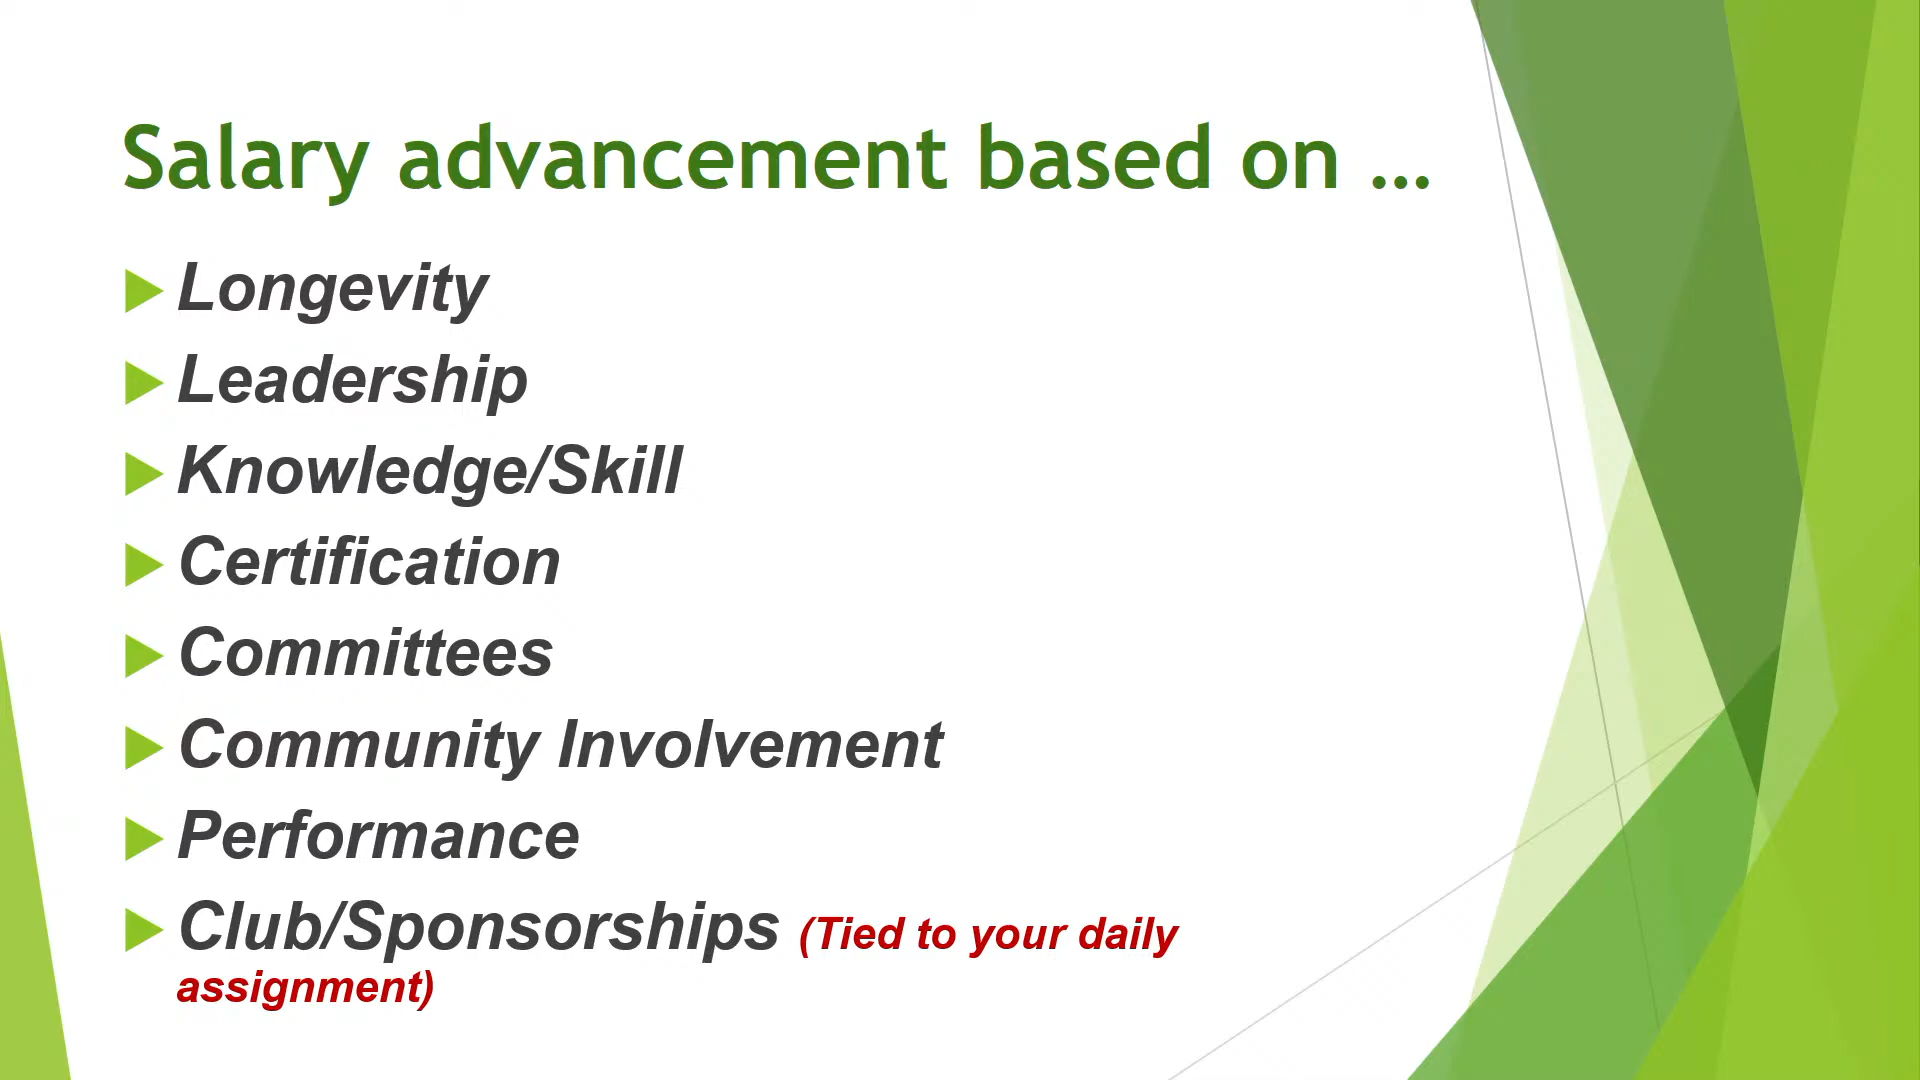 Salary advancement based on …
Longevity
Leadership
Knowledge/Skill
Certification
Committees
Community Involvement
Performance
Club/Sponsorships (Tied to your daily
assignment)